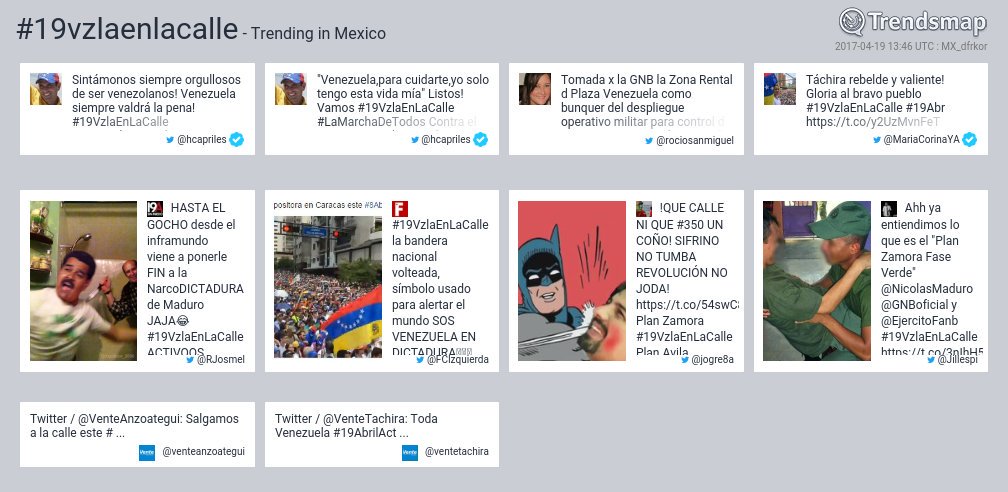 #19vzlaenlacalle - Trending in Mexico
Trendsmap
2017-04-19 13:46 UTC : MX_dfrkor
Sintámonos siempre orgullosos
de ser venezolanos! Venezuela
siempre valdrá la pena!
#19VzlaEnLaCalle
@hcapriles
"Venezuela,para cuidarte,yo solo
tengo esta vida mía" Listos!
Vamos #19VzlaEnLaCalle
#LaMarchaDeTodos Contra el
@hcapriles
Tomada x la GNB la Zona Rental
d Plaza Venezuela como
bunquer del despliegue
operativo militar para control d
@rociosanmiguel
Táchira rebelde y valiente!
Gloria al bravo pueblo
#19VzlaEnLaCalle #19Abr
https://t.co/y2UzMvnFeT
@MariaCorinaYA
HASTA EL
GOCHO desde el
inframundo
viene a ponerle
FIN a la
NarcoDICTADURA
de Maduro
JAJA😂
#19VzlaEnLaCalle
ACTIVOOS
@RJosmel
positora en Caracas este #8Ab
#19VzlaEnLaCalle
la bandera
nacional
volteada,
símbolo usado
para alertar el
mundo SOS
VENEZUELA EN
DICTADURA
@FCIzquierda
!QUE CALLE
NI QUE #350 UN
COÑO! SIFRINO
NO TUMBA
REVOLUCIÓN NO
JODA!
https://t.co/54swC
Plan Zamora
#19VzlaEnLaCalle
Plan Avila
@jogre8a
Ahh ya
entiendimos lo
que es el "Plan
Zamora Fase
Verde"
@NicolasMaduro
@GNBoficial y
@EjercitoFanb
#19VzlaEnLaCalle
@Jillespi
Twitter / @VenteAnzoategui: Salgamos
a la calle este # ...
Vente
@venteanzoategui
Twitter / @VenteTachira: Toda
Venezuela #19AbrilAct ...
Vente
@ventetachira